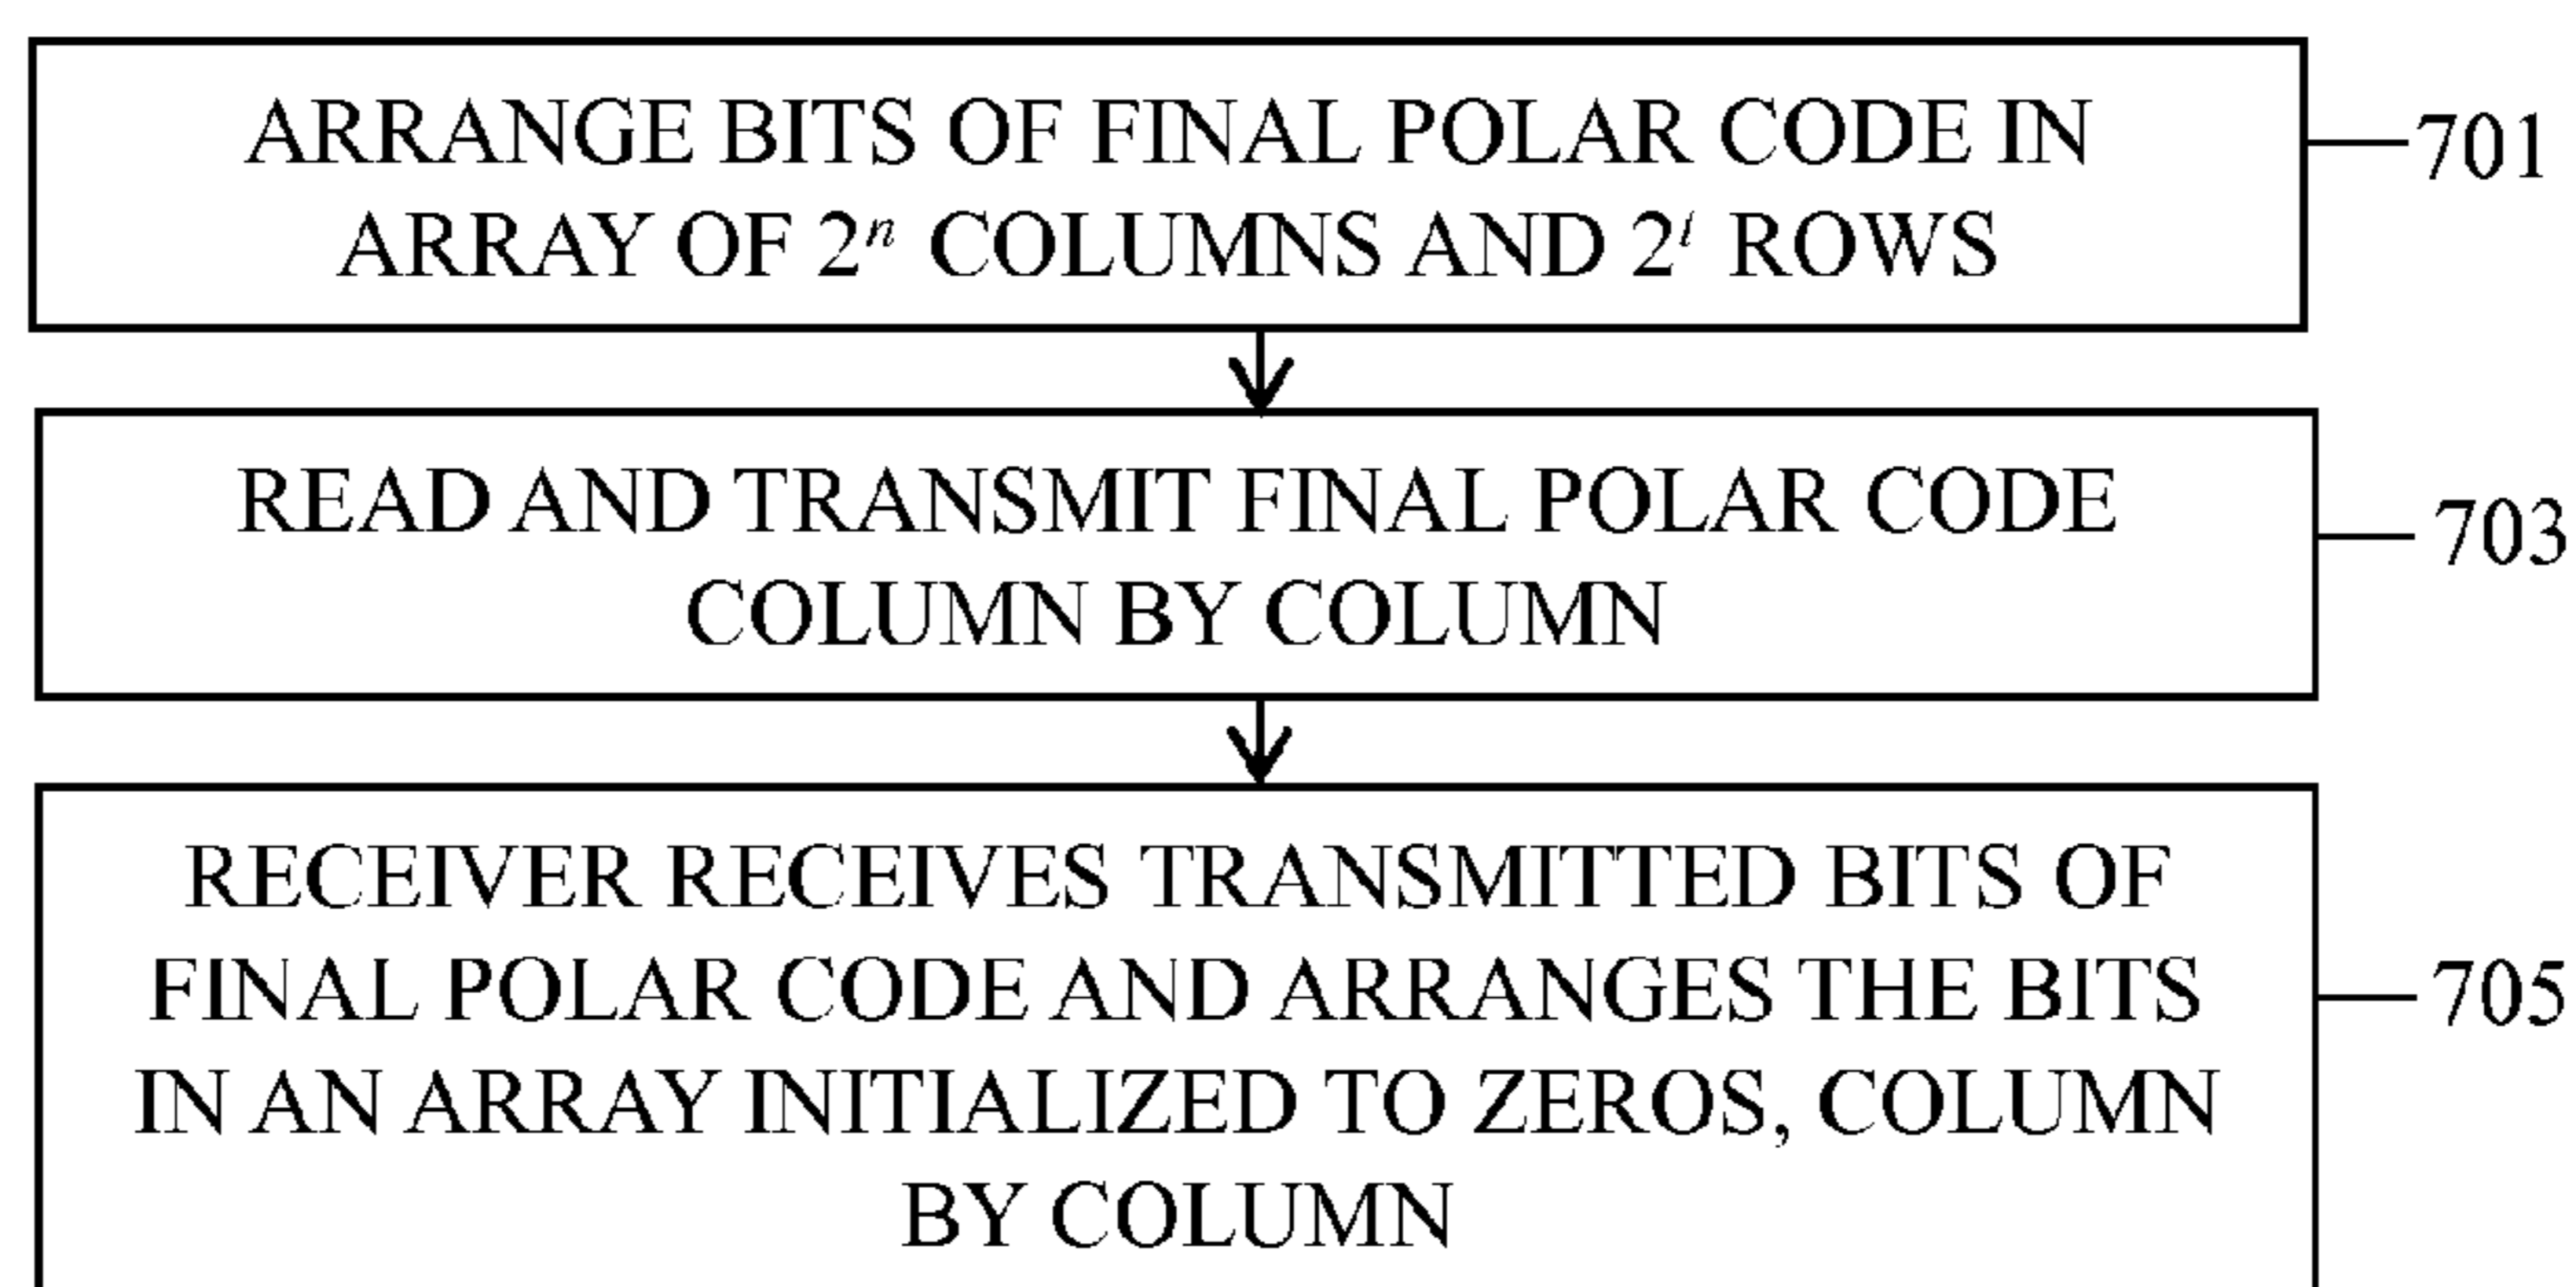 ARRANGE BITS OF FINAL POLAR CODE IN
ARRAY OF 2ⁿ COLUMNS AND 2ᵗ ROWS
701
READ AND TRANSMIT FINAL POLAR CODE
COLUMN BY COLUMN
703
RECEIVER RECEIVES TRANSMITTED BITS OF
FINAL POLAR CODE AND ARRANGES THE BITS
IN AN ARRAY INITIALIZED TO ZEROS, COLUMN
BY COLUMN
705